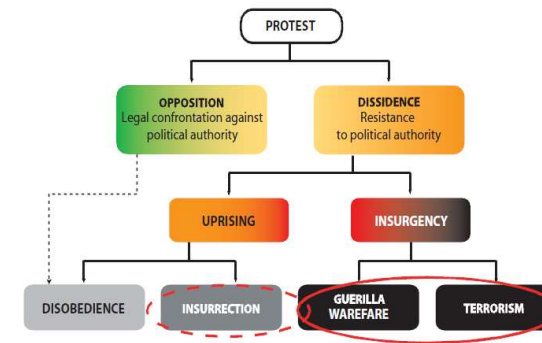 PROTEST
OPPOSITION
Legal confrontation against
political authority
DISSIDENCE
Resistance
to political authority
UPRISING
INSURGENCY
DISOBEDIENCE
INSURRECTION
GUERILLA
WAREFARE
TERRORISM